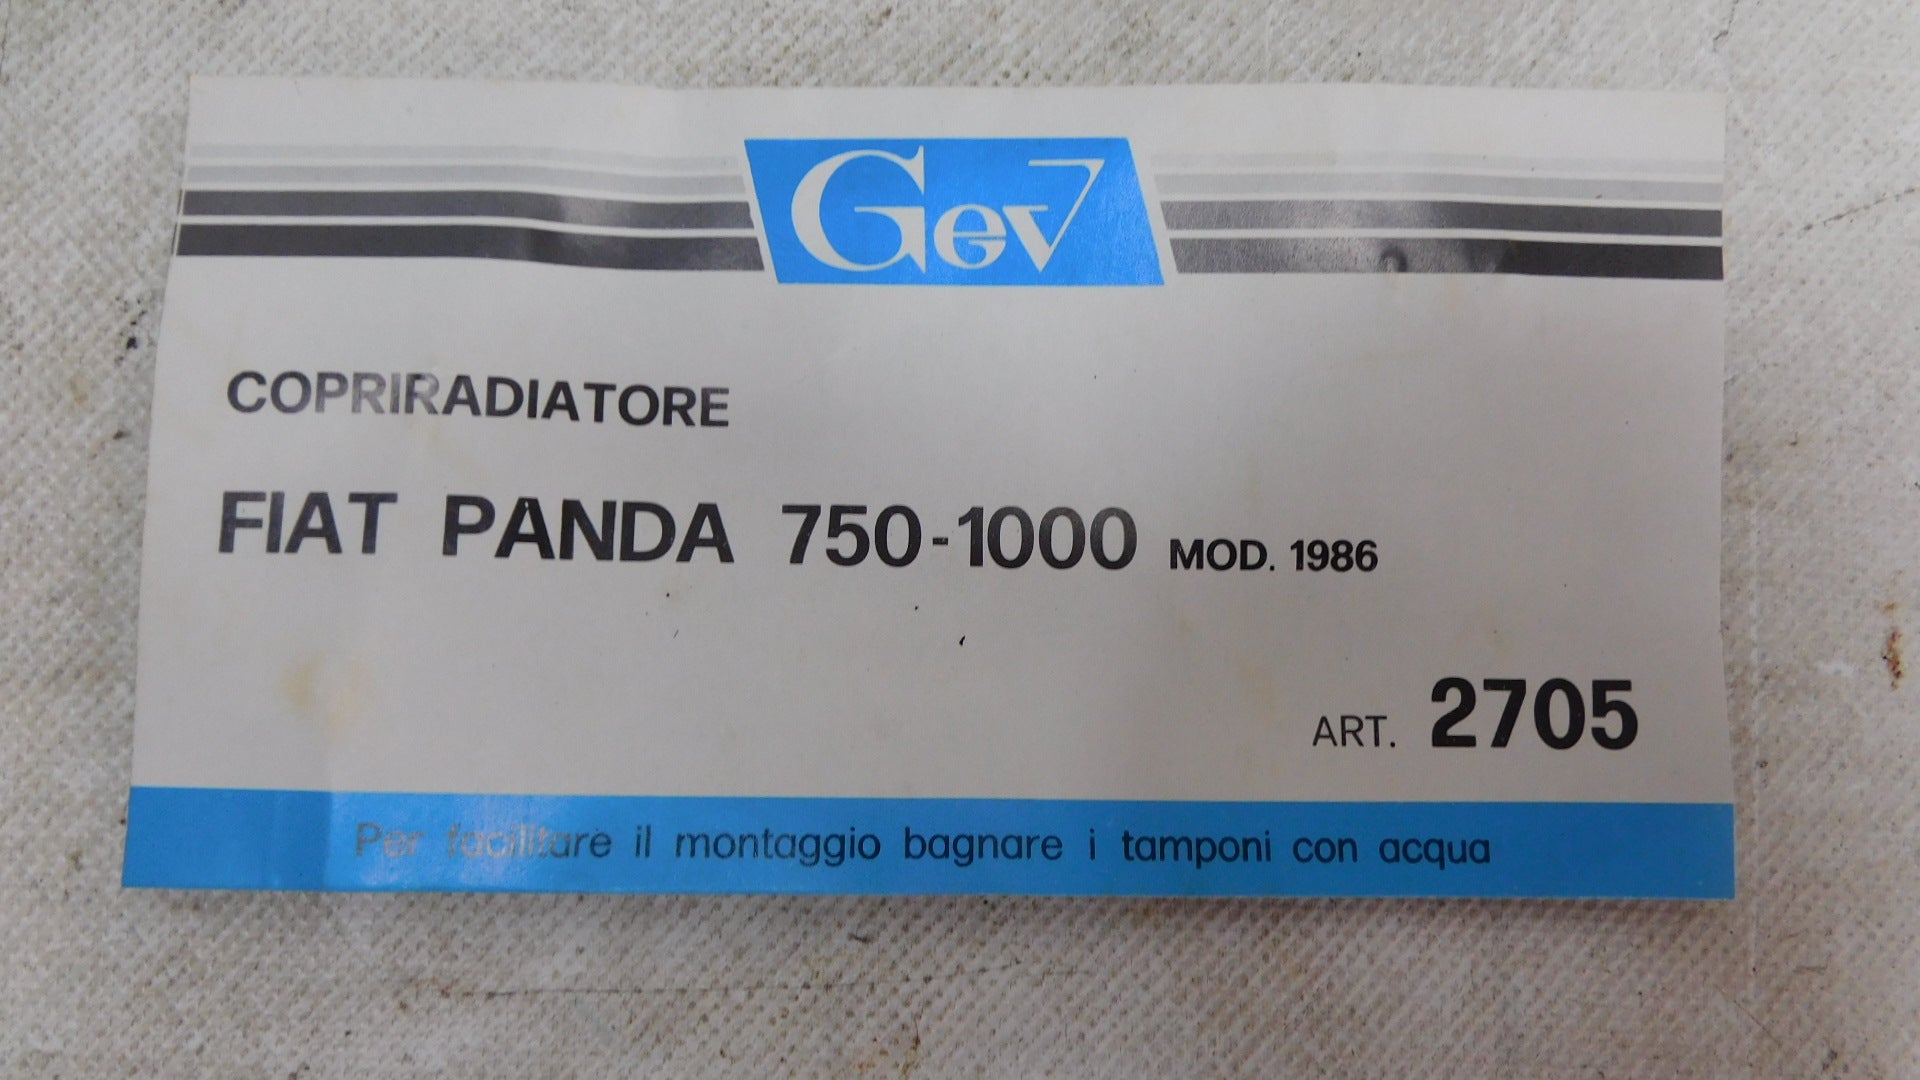 Gev
COPRIRADIATORE
FIAT PANDA 750-1000 MOD. 1986
ART. 2705
Per facilitare il montaggio bagnare i tamponi con acqua